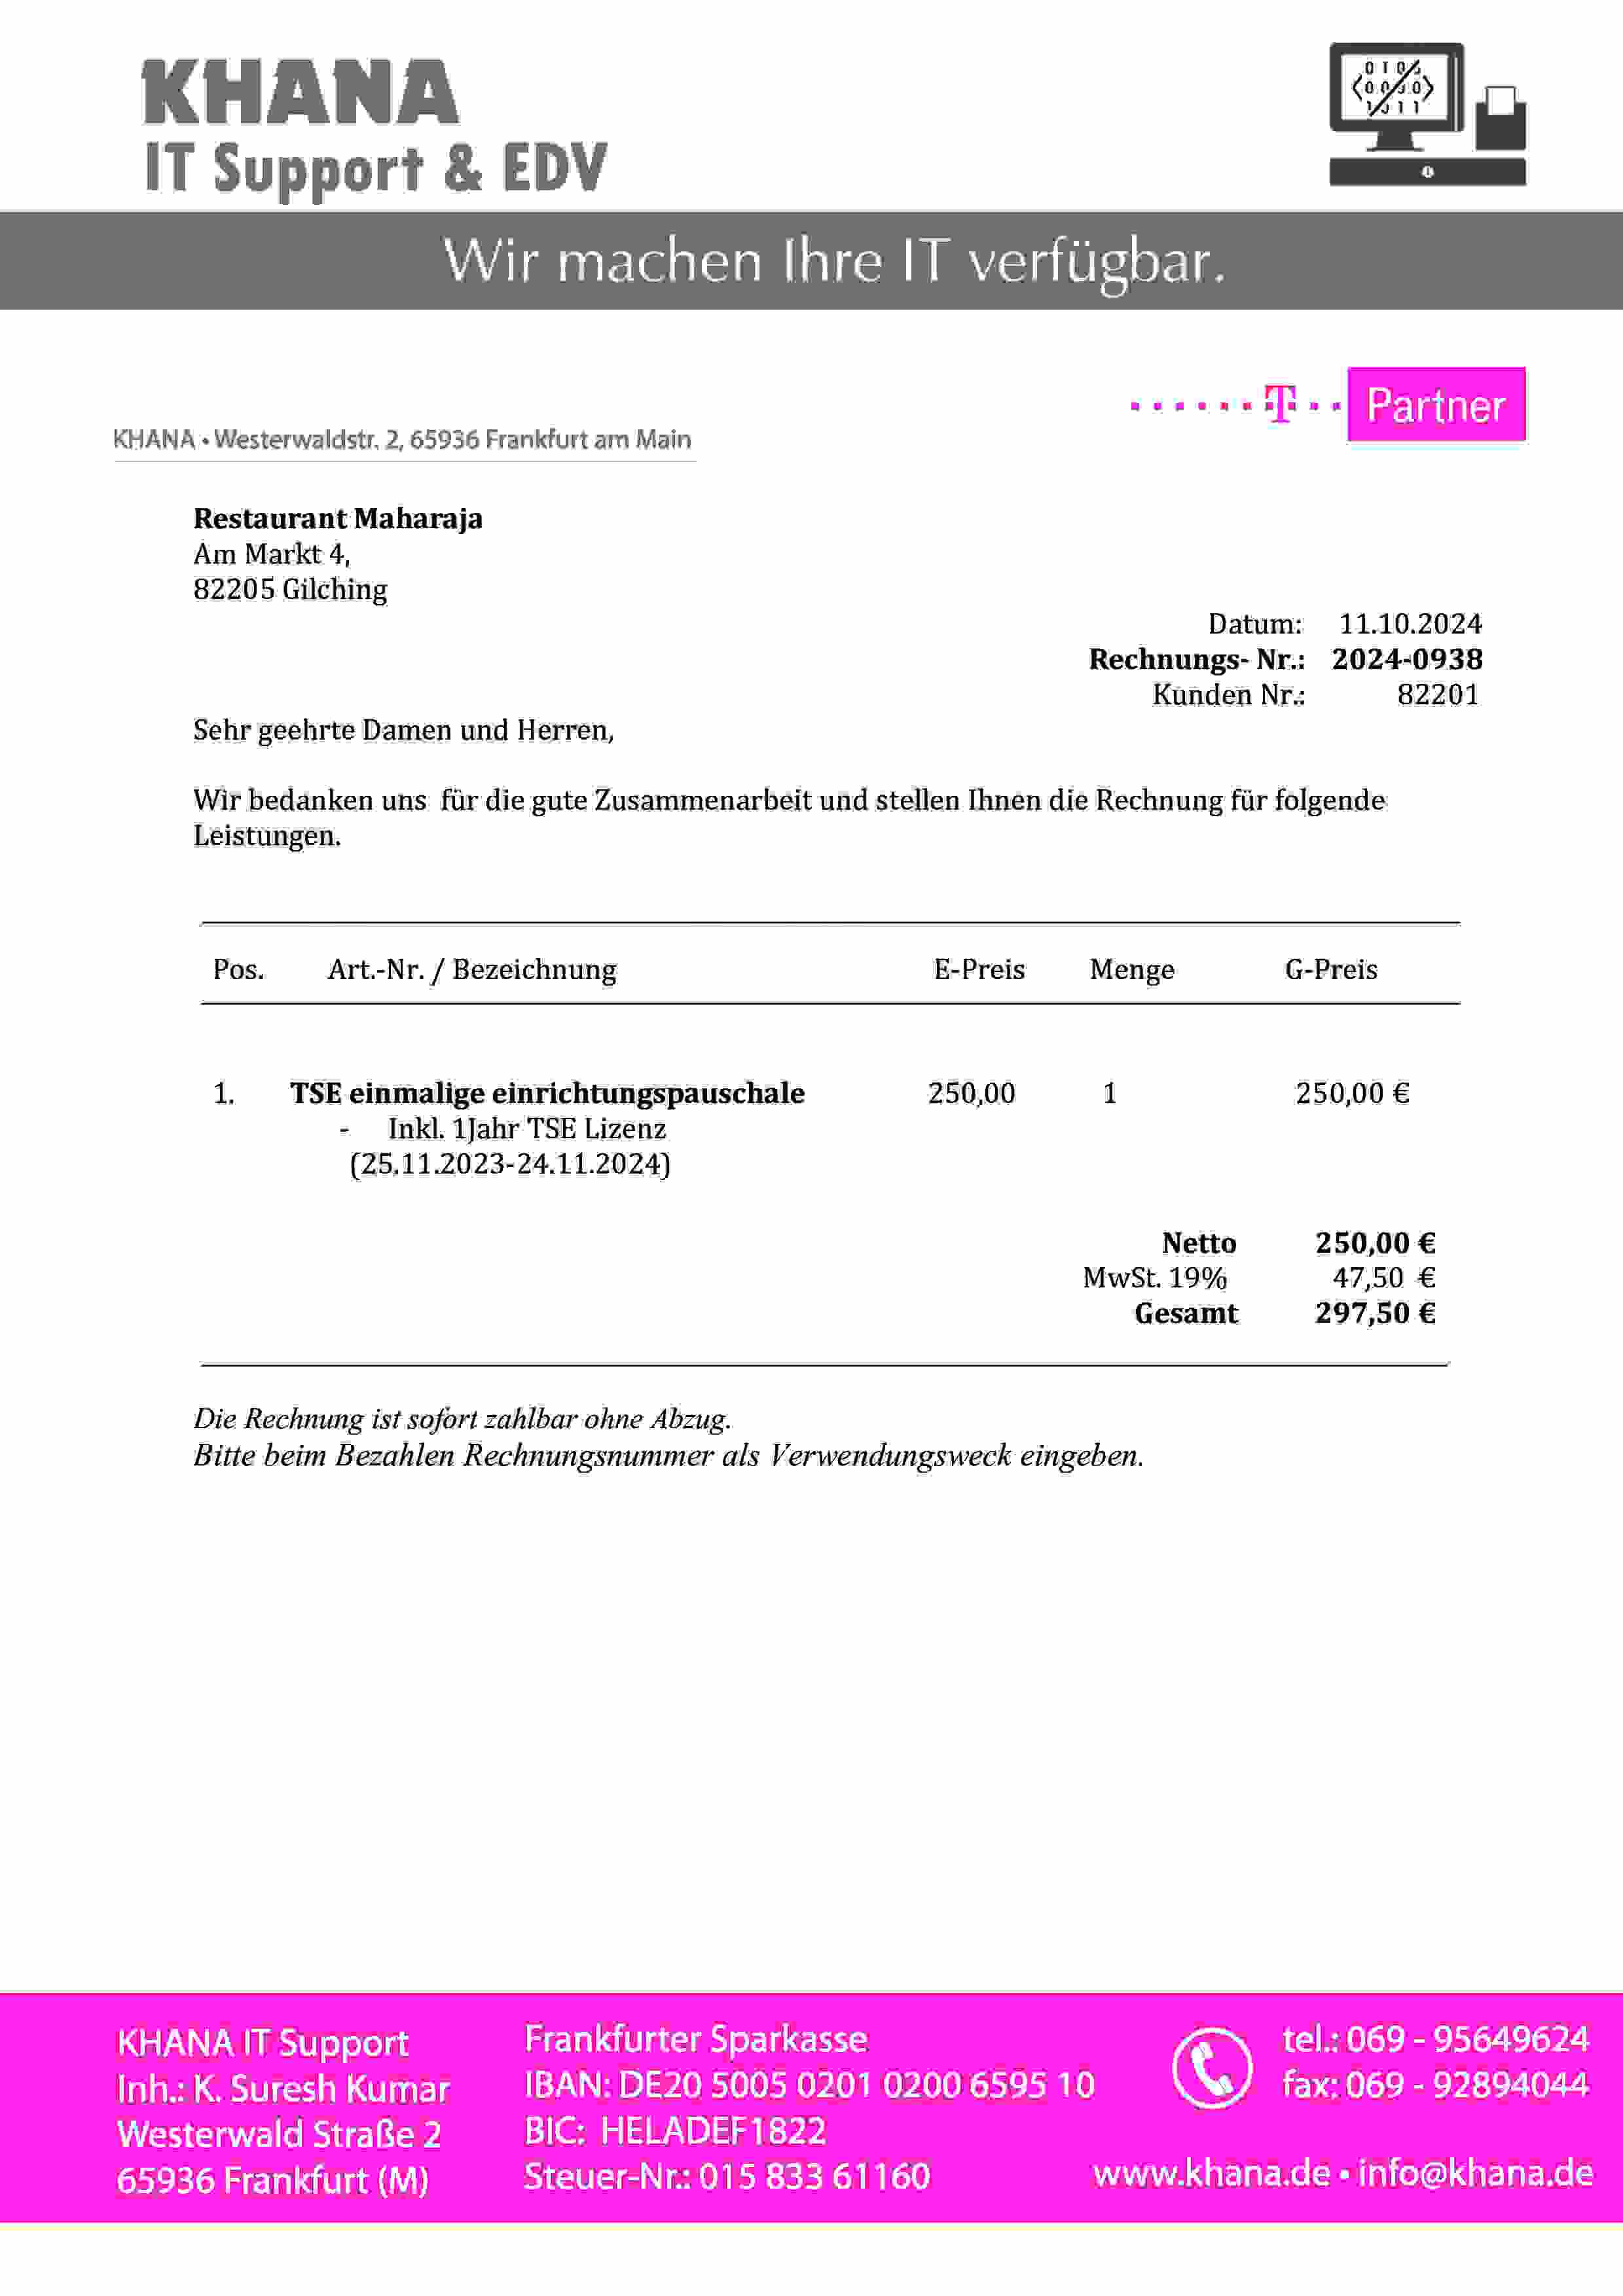 KHANA
IT Support & EDV
Wir machen Ihre IT verfügbar.
T Partner
KHANA • Westerwaldstr. 2, 65936 Frankfurt am Main
Restaurant Maharaja
Am Markt 4,
82205 Gilching
Datum: 11.10.2024
Rechnungs- Nr.: 2024-0938
Kunden Nr.: 82201
Sehr geehrte Damen und Herren,
Wir bedanken uns für die gute Zusammenarbeit und stellen Ihnen die Rechnung für folgende
Leistungen.
Pos. Art.-Nr. / Bezeichnung E-Preis Menge G-Preis
1. TSE einmalige einrichtungspauschale 250,00 1 250,00 €
- Inkl. 1Jahr TSE Lizenz
(25.11.2023-24.11.2024)
Netto 250,00 €
MwSt. 19% 47,50 €
Gesamt 297,50 €
Die Rechnung ist sofort zahlbar ohne Abzug.
Bitte beim Bezahlen Rechnungsnummer als Verwendungsweck eingeben.
KHANA IT Support
Inh.: K. Suresh Kumar
Westerwald Straße 2
65936 Frankfurt (M)
Frankfurter Sparkasse
IBAN: DE20 5005 0201 0200 6595 10
BIC: HELADEF1822
Steuer-Nr.: 015 833 61160
tel.: 069 - 95649624
fax: 069 - 92894044
www.khana.de • info@khana.de